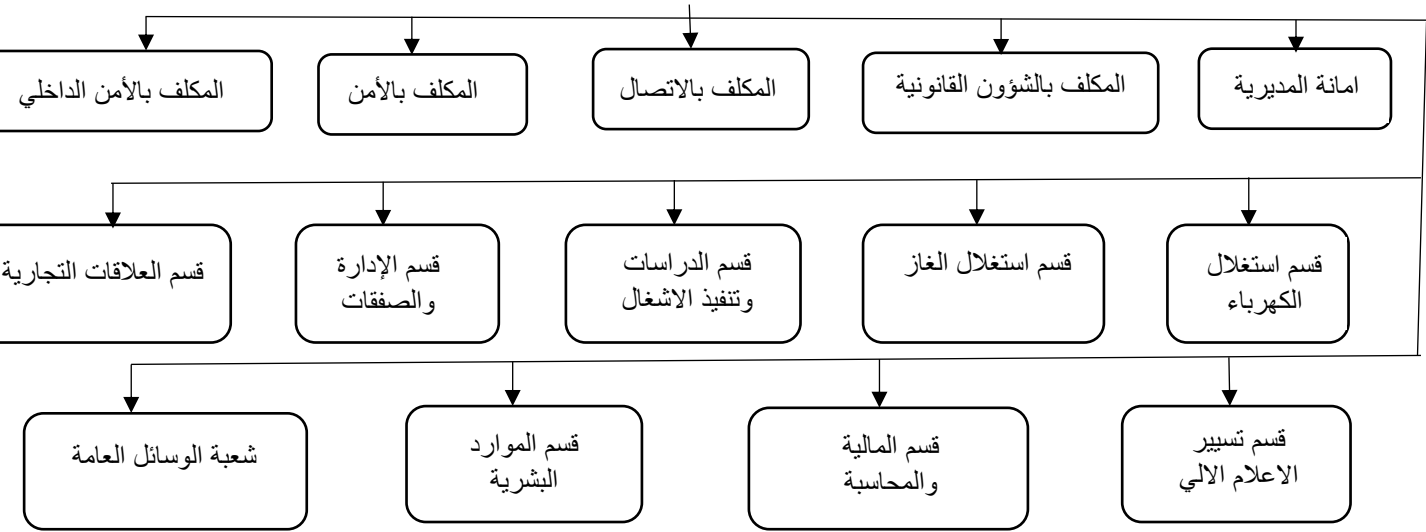 امانة المديرية
المكلف بالشؤون القانونية
المكلف بالاتصال
المكلف بالأمن
المكلف بالأمن الداخلي
قسم استغلال
الكهرباء
قسم استغلال الغاز
قسم الدراسات
وتنفيذ الاشغال
قسم الإدارة
والصفقات
قسم العلاقات التجارية
قسم تسيير
الاعلام الالي
قسم المالية
والمحاسبة
قسم الموارد
البشرية
شعبة الوسائل العامة